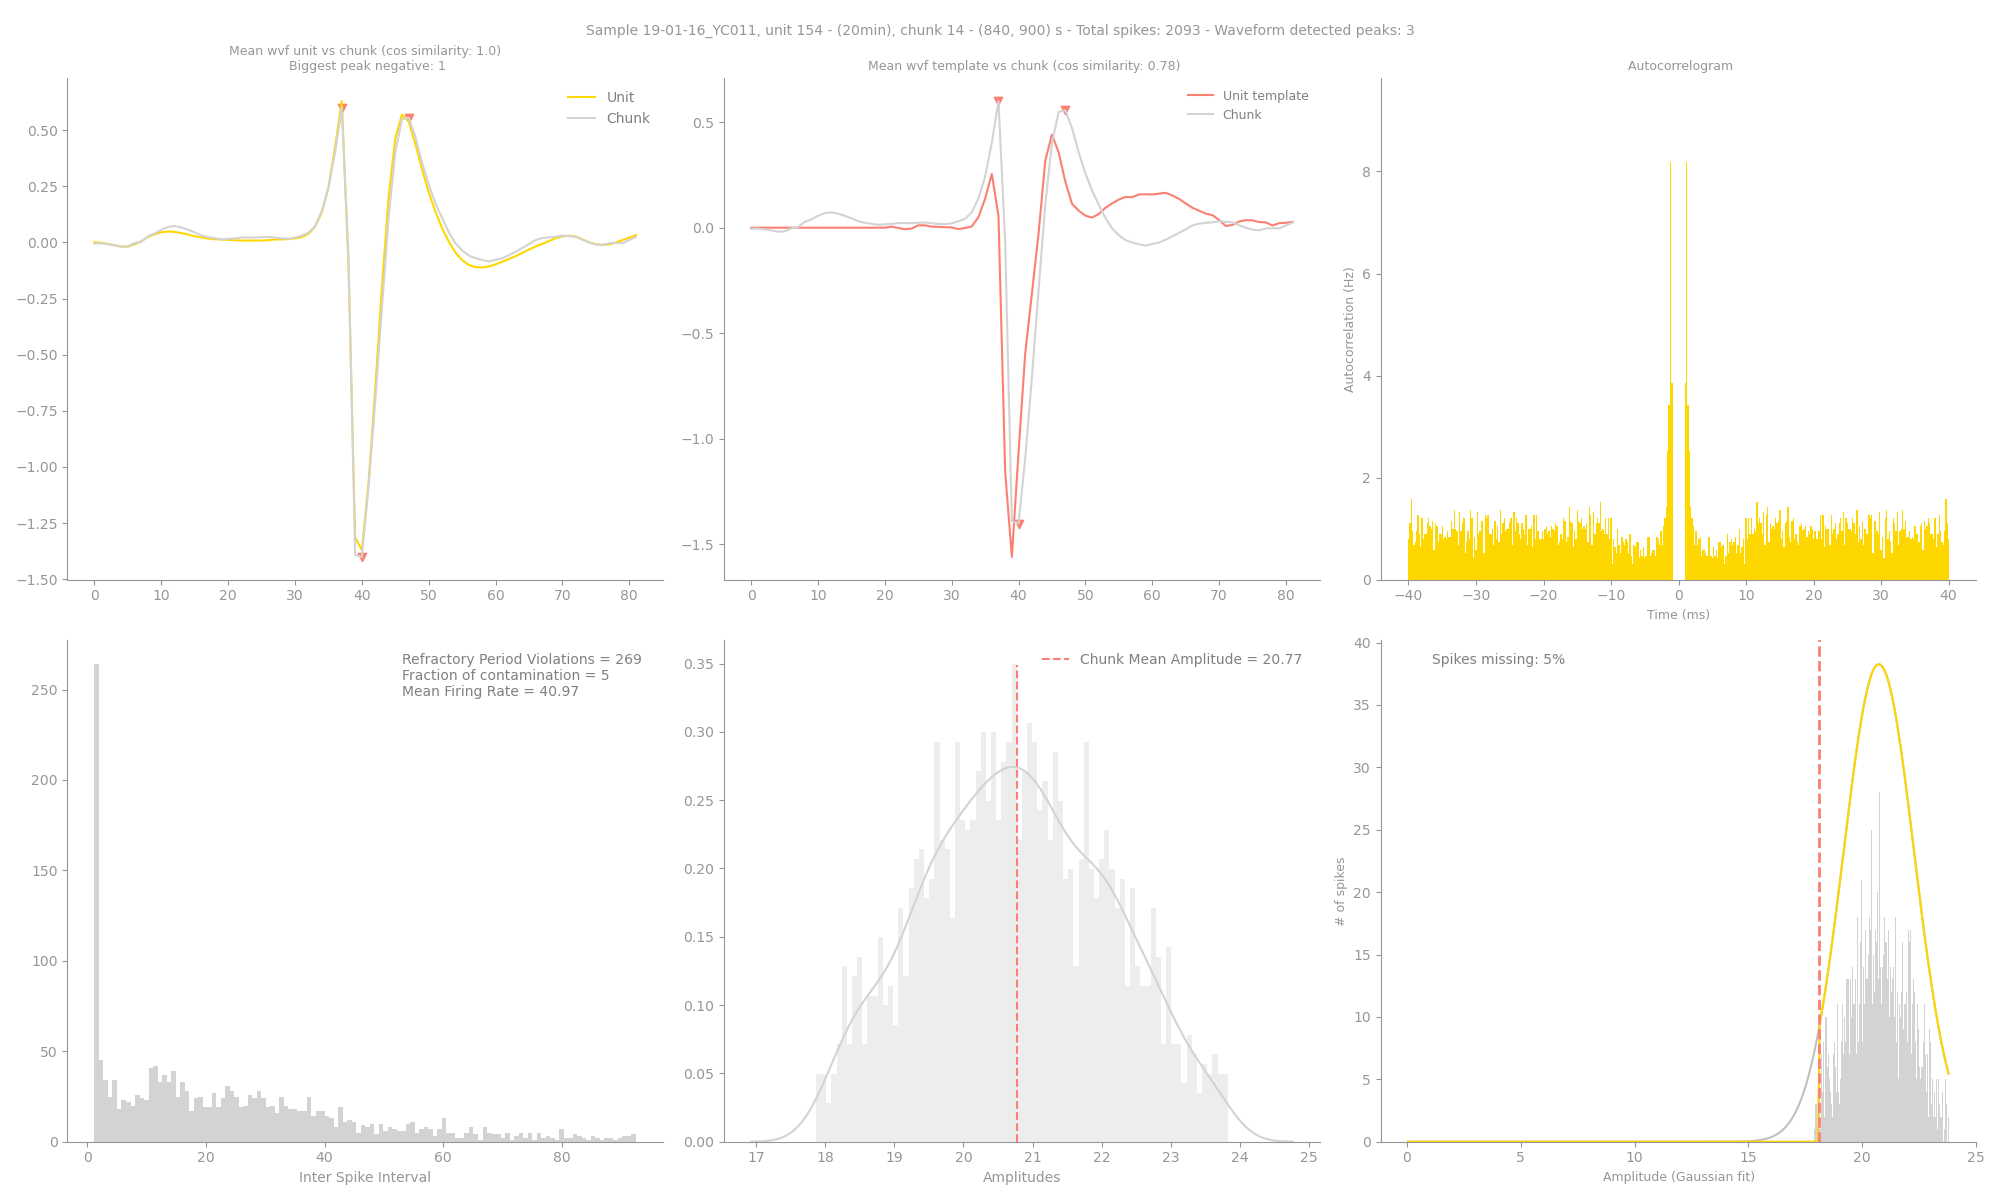 Sample 19-01-16_YC011, unit 154 - (20min), chunk 14 - (840, 900) s - Total spikes: 2093 - Waveform detected peaks: 3
Mean wvf unit vs chunk (cos similarity: 1.0)
Biggest peak negative: 1
Unit
Chunk
0.50
0.25
0.00
−0.25
−0.50
−0.75
−1.00
−1.25
−1.50
0 10 20 30 40 50 60 70 80
Mean wvf template vs chunk (cos similarity: 0.78)
Unit template
Chunk
0.5
0.0
−0.5
−1.0
−1.5
0 10 20 30 40 50 60 70 80
Autocorrelogram
Autocorrelation (Hz)
8
6
4
2
0
−40 −30 −20 −10 0 10 20 30 40
Time (ms)
Refractory Period Violations = 269
Fraction of contamination = 5
Mean Firing Rate = 40.97
250
200
150
100
50
0
0 20 40 60 80
Inter Spike Interval
Chunk Mean Amplitude = 20.77
0.35
0.30
0.25
0.20
0.15
0.10
0.05
0.00
17 18 19 20 21 22 23 24 25
Amplitudes
Spikes missing: 5%
# of spikes
40
35
30
25
20
15
10
5
0
0 5 10 15 20 25
Amplitude (Gaussian fit)